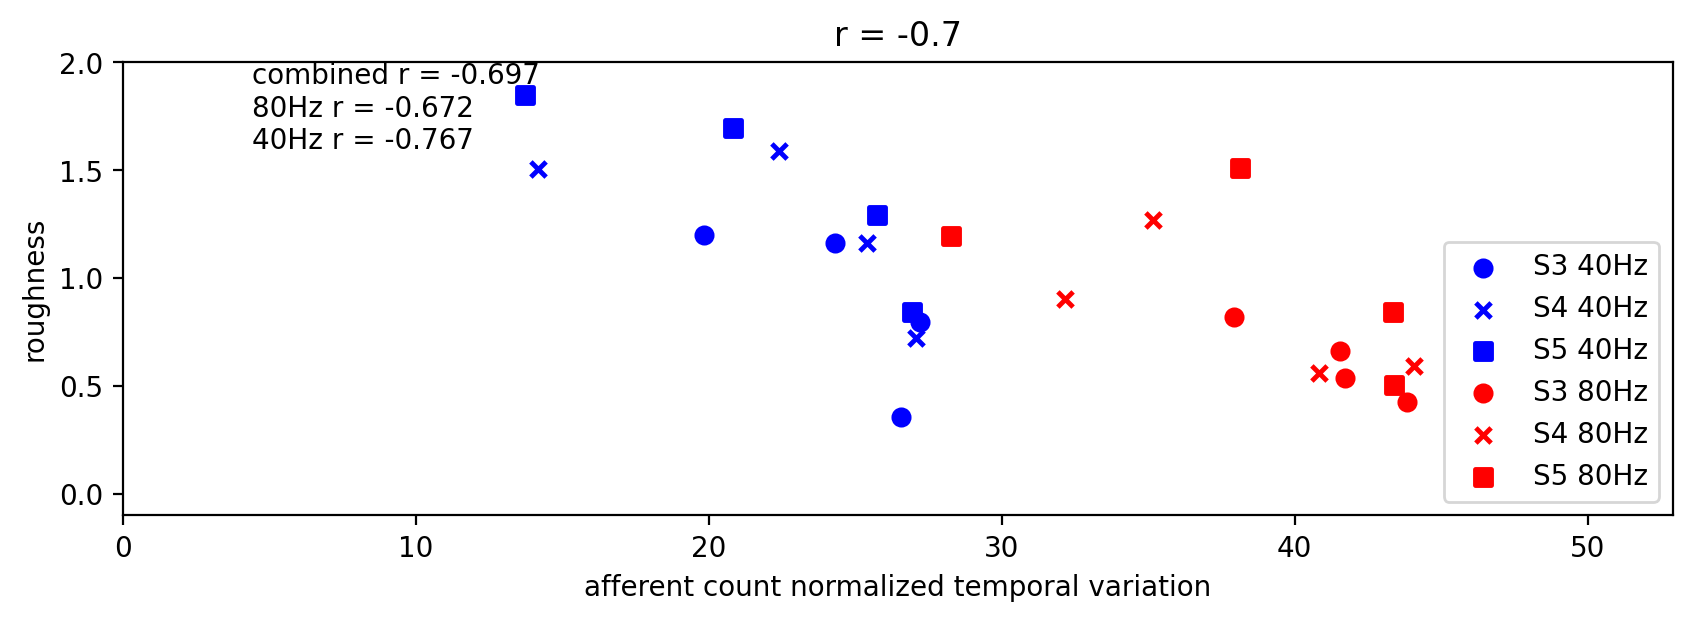 r = -0.7
combined r = -0.697
80Hz r = -0.672
40Hz r = -0.767
roughness
2.0
1.5
1.0
0.5
0.0
S3 40Hz
S4 40Hz
S5 40Hz
S3 80Hz
S4 80Hz
S5 80Hz
0 10 20 30 40 50
afferent count normalized temporal variation